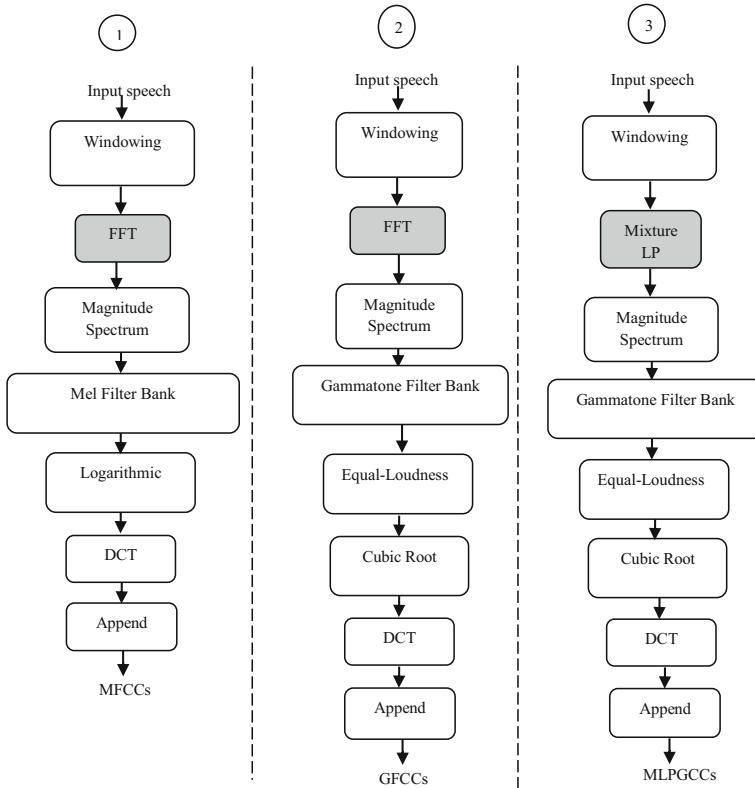 1
Input speech
Windowing
FFT
Magnitude
Spectrum
Mel Filter Bank
Logarithmic
DCT
Append
MFCCs
2
Input speech
Windowing
FFT
Magnitude
Spectrum
Gammatone Filter Bank
Equal-Loudness
Cubic Root
DCT
Append
GFCCs
3
Input speech
Windowing
Mixture
LP
Magnitude
Spectrum
Gammatone Filter Bank
Equal-Loudness
Cubic Root
DCT
Append
MLPGCCs